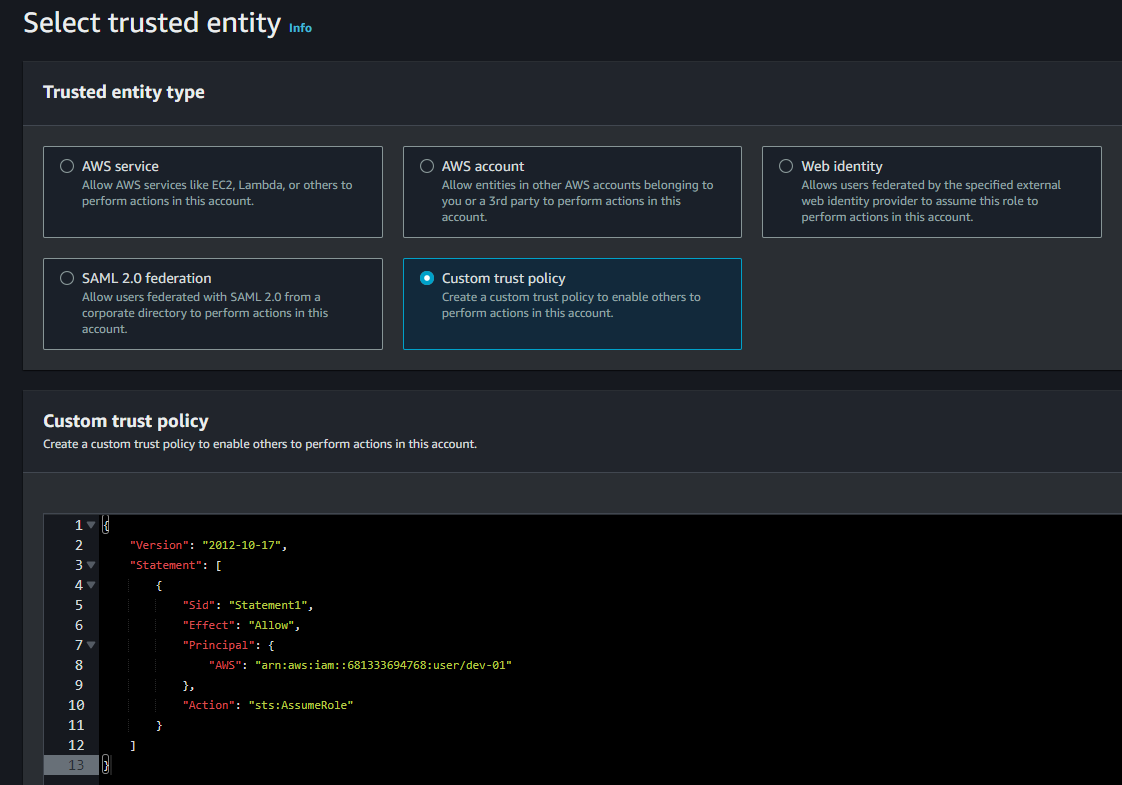 Select trusted entity Info
Trusted entity type
AWS service
Allow AWS services like EC2, Lambda, or others to
perform actions in this account.
AWS account
Allow entities in other AWS accounts belonging to
you or a 3rd party to perform actions in this
account.
Web identity
Allows users federated by the specified external
web identity provider to assume this role to
perform actions in this account.
SAML 2.0 federation
Allow users federated with SAML 2.0 from a
corporate directory to perform actions in this
account.
Custom trust policy
Create a custom trust policy to enable others to
perform actions in this account.
Custom trust policy
Create a custom trust policy to enable others to perform actions in this account.
1 {
2 "Version": "2012-10-17",
3 "Statement": [
4 {
5 "Sid": "Statement1",
6 "Effect": "Allow",
7 "Principal": {
8 "AWS": "arn:aws:iam::681333694768:user/dev-01"
9 },
10 "Action": "sts:AssumeRole"
11 }
12 ]
13 }